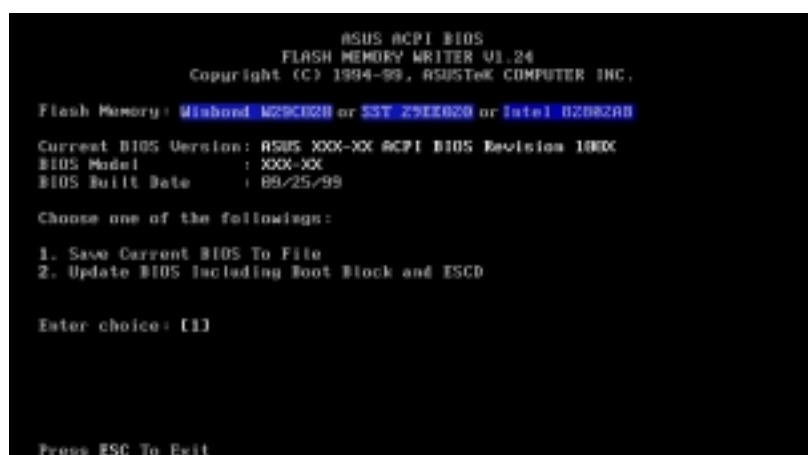 ASUS ACPI BIOS
FLASH MEMORY WRITER V1.24
Copyright (C) 1994-99, ASUSTeK COMPUTER INC.
Flash Memory: Winbond W29C020 or SST 29EE020 or Intel 82802AB
Current BIOS Version: ASUS XXX-XX ACPI BIOS Revision 100X
BIOS Model : XXX-XX
BIOS Built Date : 09/25/99
Choose one of the followings:
1. Save Current BIOS To File
2. Update BIOS Including Boot Block and ESCD
Enter choice: [1]
Press ESC To Exit